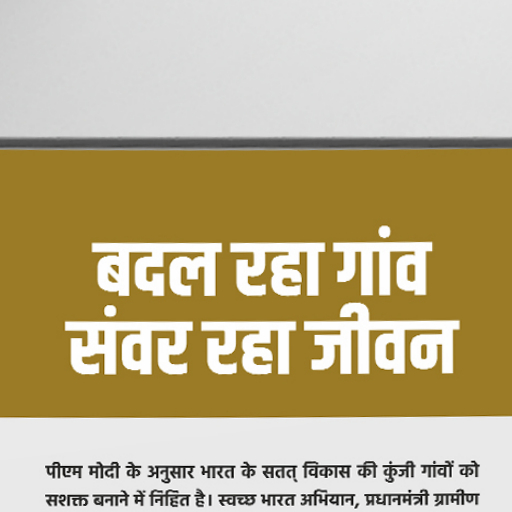 बदल रहा गांव
संवर रहा जीवन
पीएम मोदी के अनुसार भारत के सतत् विकास की कुंजी गांवों को
सशक्त बनाने में निहित है। स्वच्छ भारत अभियान, प्रधानमंत्री ग्रामीण